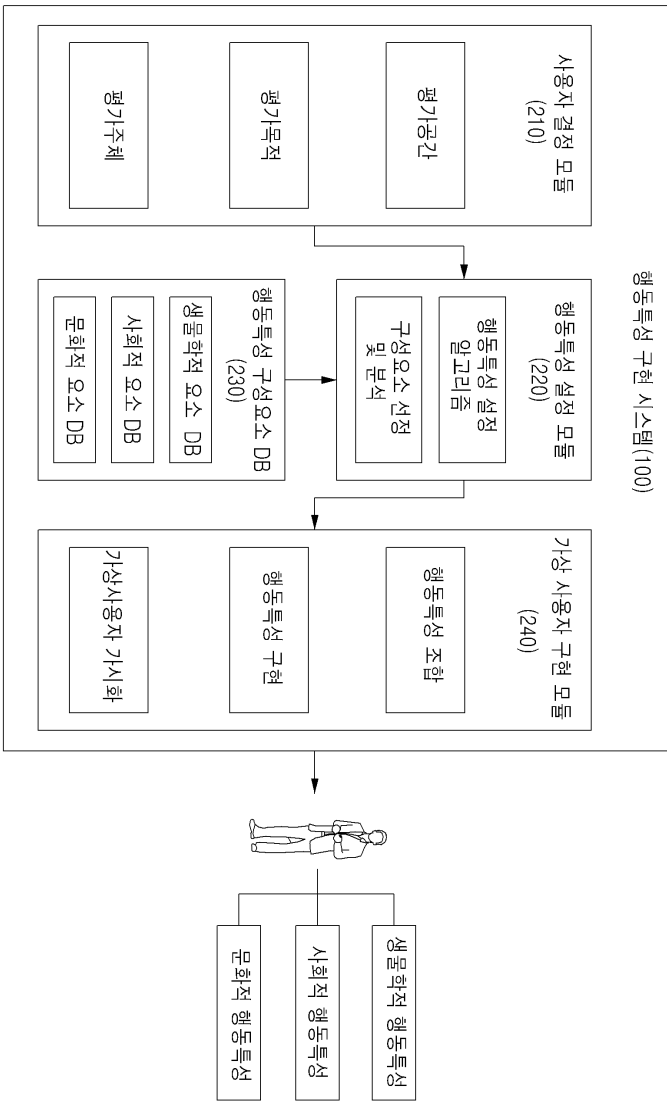 행동특성 구현 시스템(100)
사용자 결정 모듈
(210)
평가공간
평가목적
평가주체
행동특성 설정 모듈
(220)
행동특성 설정
알고리즘
구성요소 선정
및 분석
행동특성 구성요소 DB
(230)
생물학적 요소 DB
사회적 요소 DB
문화적 요소 DB
가상 사용자 구현 모듈
(240)
행동특성 조합
행동특성 구현
가상사용자 가시화
생물학적 행동특성
사회적 행동특성
문화적 행동특성